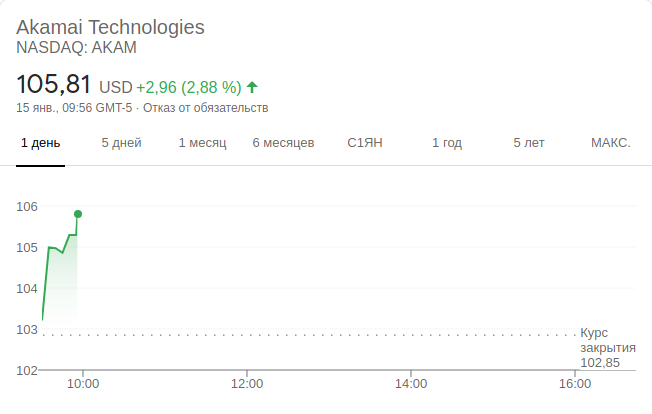 Akamai Technologies
NASDAQ: AKAM
105,81 USD +2,96 (2,88 %)
15 янв., 09:56 GMT-5 · Отказ от обязательств
1 день 5 дней 1 месяц 6 месяцев С1ЯН 1 год 5 лет МАКС.
106
105
104
103
Курс
закрытия
102,85
102
10:00 12:00 14:00 16:00